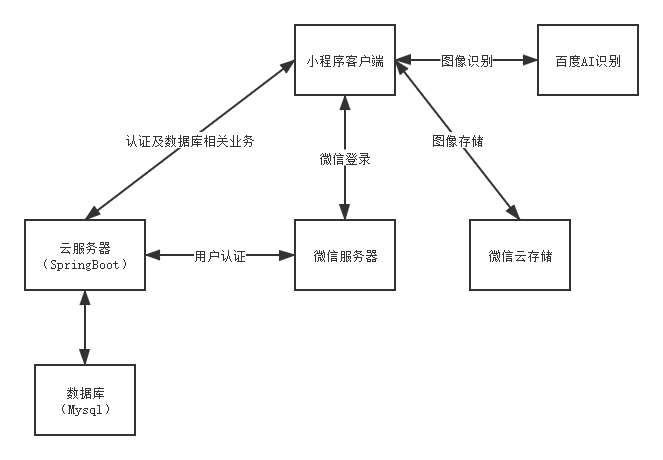 小程序客户端
图像识别
百度AI识别
认证及数据库相关业务
图像存储
微信登录
云服务器
（SpringBoot）
用户认证
微信服务器
微信云存储
数据库
（Mysql）